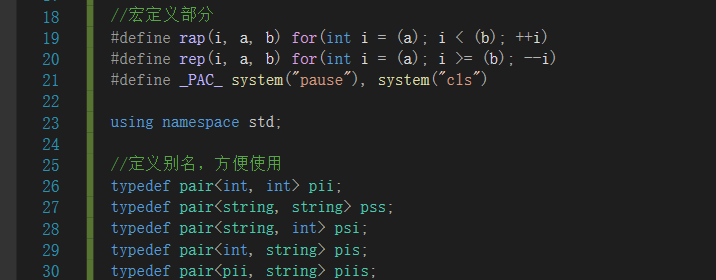 18 //宏定义部分
19 #define rap(i, a, b) for(int i = (a); i < (b); ++i)
20 #define rep(i, a, b) for(int i = (a); i >= (b); --i)
21 #define _PAC_ system("pause"), system("cls")
22
23 using namespace std;
24
25 //定义别名，方便使用
26 typedef pair<int, int> pii;
27 typedef pair<string, string> pss;
28 typedef pair<string, int> psi;
29 typedef pair<int, string> pis;
30 typedef pair<pii, string> piis;